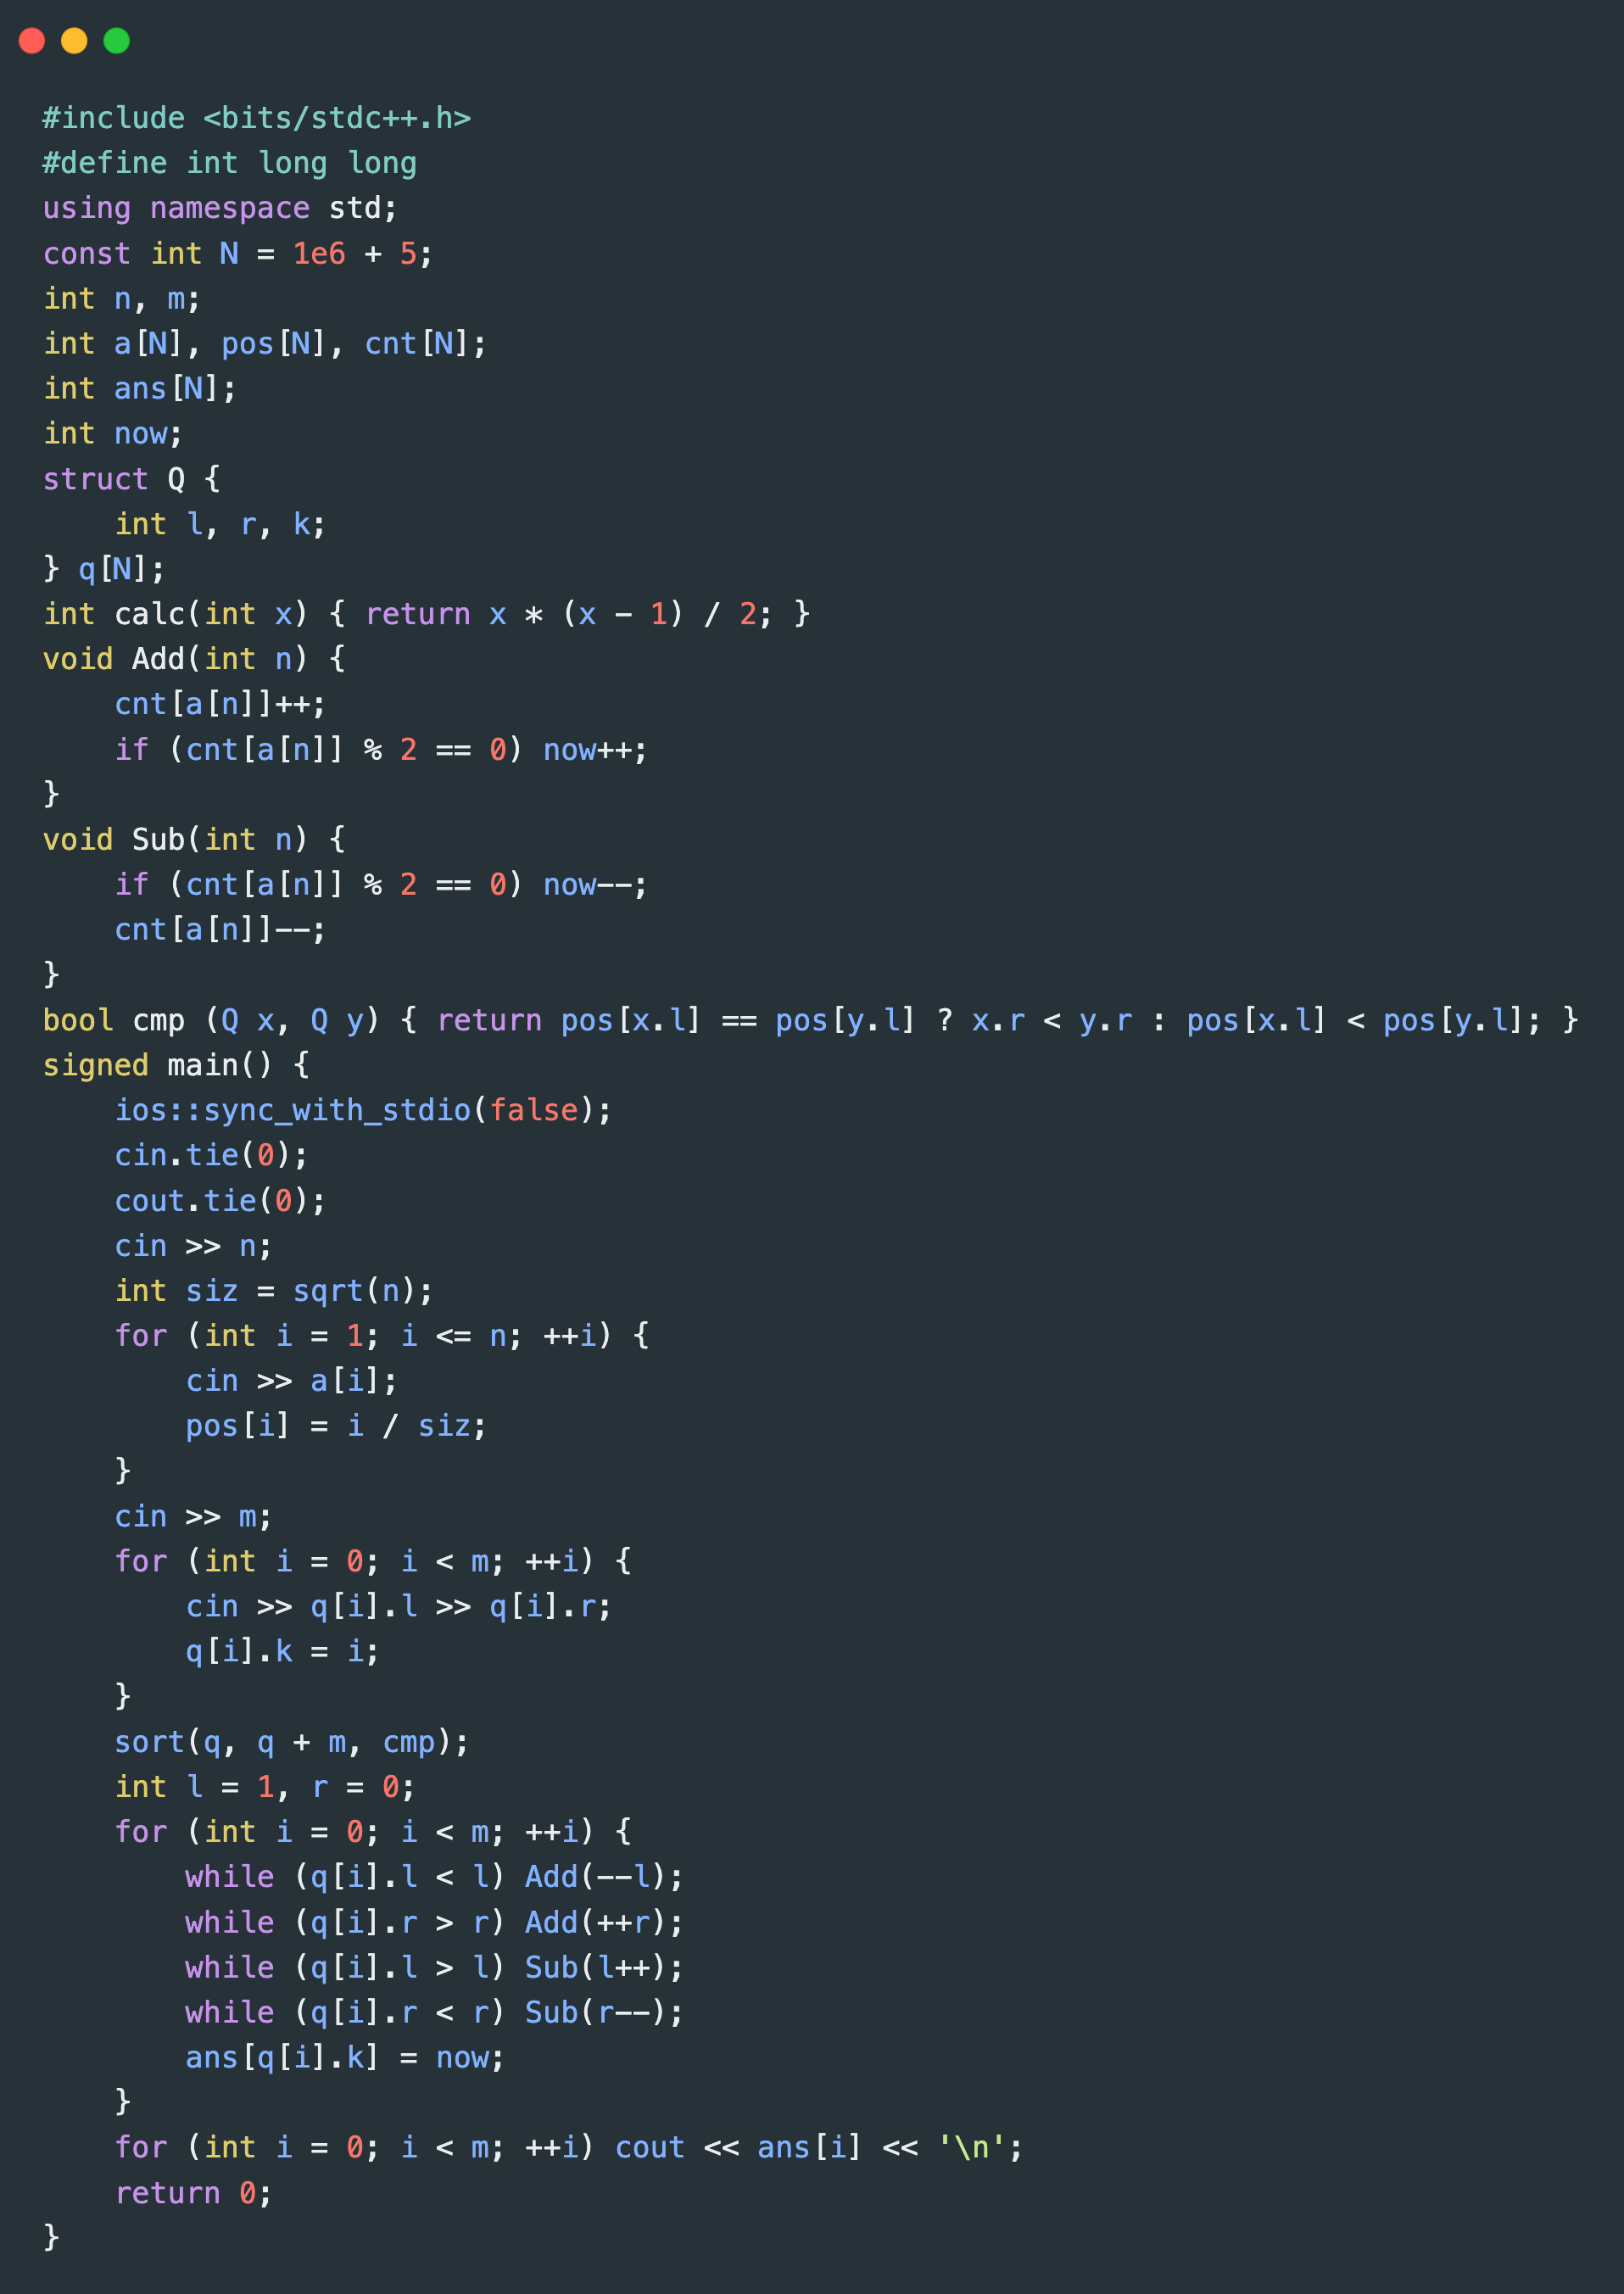 #include <bits/stdc++.h>
#define int long long
using namespace std;
const int N = 1e6 + 5;
int n, m;
int a[N], pos[N], cnt[N];
int ans[N];
int now;
struct Q {
    int l, r, k;
} q[N];
int calc(int x) { return x * (x - 1) / 2; }
void Add(int n) {
    cnt[a[n]]++;
    if (cnt[a[n]] % 2 == 0) now++;
}
void Sub(int n) {
    if (cnt[a[n]] % 2 == 0) now--;
    cnt[a[n]]--;
}
bool cmp (Q x, Q y) { return pos[x.l] == pos[y.l] ? x.r < y.r : pos[x.l] < pos[y.l]; }
signed main() {
    ios::sync_with_stdio(false);
    cin.tie(0);
    cout.tie(0);
    cin >> n;
    int siz = sqrt(n);
    for (int i = 1; i <= n; ++i) {
        cin >> a[i];
        pos[i] = i / siz;
    }
    cin >> m;
    for (int i = 0; i < m; ++i) {
        cin >> q[i].l >> q[i].r;
        q[i].k = i;
    }
    sort(q, q + m, cmp);
    int l = 1, r = 0;
    for (int i = 0; i < m; ++i) {
        while (q[i].l < l) Add(--l);
        while (q[i].r > r) Add(++r);
        while (q[i].l > l) Sub(l++);
        while (q[i].r < r) Sub(r--);
        ans[q[i].k] = now;
    }
    for (int i = 0; i < m; ++i) cout << ans[i] << '\n';
    return 0;
}